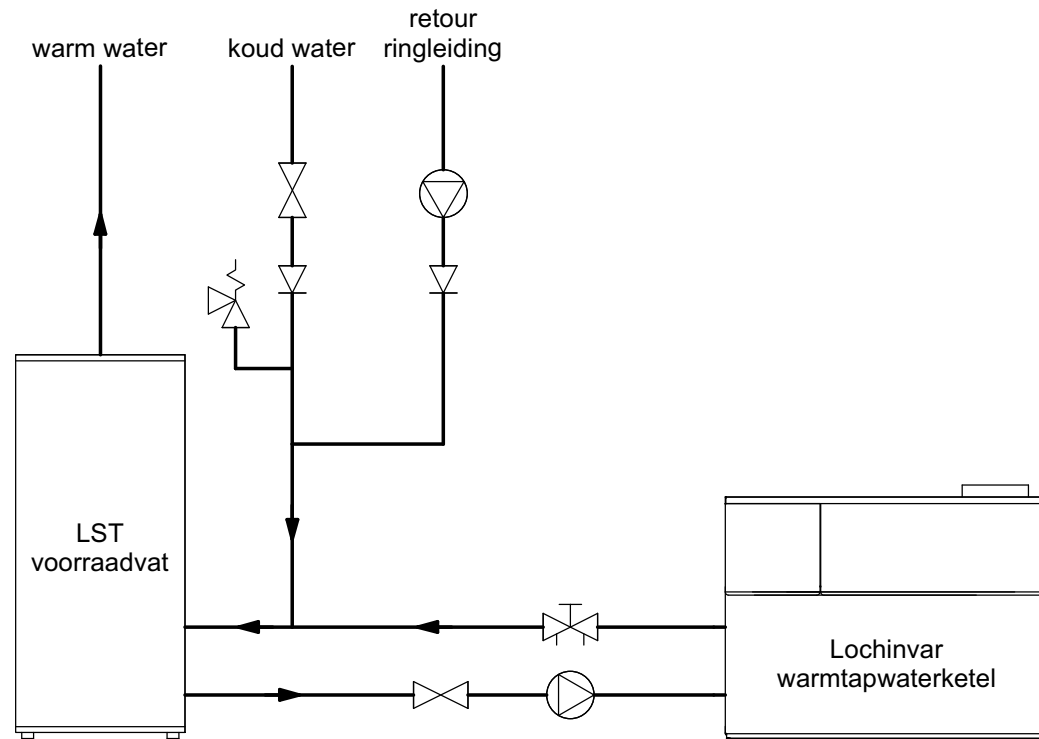 warm water
koud water
retour
ringleiding
LST
voorraadvat
Lochinvar
warmtapwaterketel